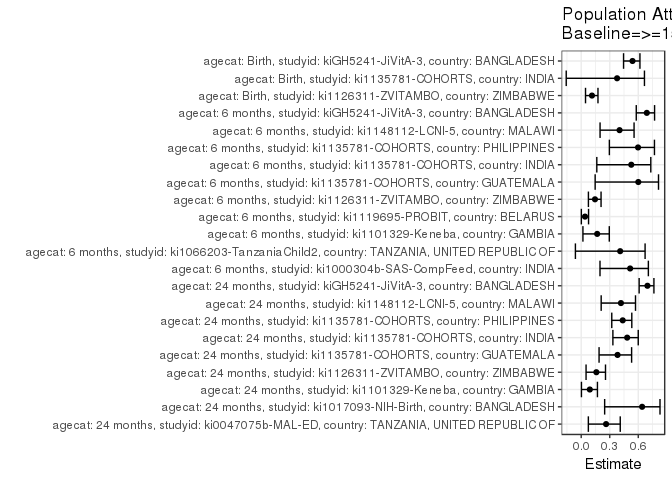 Population Att
Baseline=>=1
agecat: Birth, studyid: kiGH5241-JiVitA-3, country: BANGLADESH
agecat: Birth, studyid: ki1135781-COHORTS, country: INDIA
agecat: Birth, studyid: ki1126311-ZVITAMBO, country: ZIMBABWE
agecat: 6 months, studyid: kiGH5241-JiVitA-3, country: BANGLADESH
agecat: 6 months, studyid: ki1148112-LCNI-5, country: MALAWI
agecat: 6 months, studyid: ki1135781-COHORTS, country: PHILIPPINES
agecat: 6 months, studyid: ki1135781-COHORTS, country: INDIA
agecat: 6 months, studyid: ki1135781-COHORTS, country: GUATEMALA
agecat: 6 months, studyid: ki1126311-ZVITAMBO, country: ZIMBABWE
agecat: 6 months, studyid: ki1119695-PROBIT, country: BELARUS
agecat: 6 months, studyid: ki1101329-Keneba, country: GAMBIA
agecat: 6 months, studyid: ki1066203-TanzaniaChild2, country: TANZANIA, UNITED REPUBLIC OF
agecat: 6 months, studyid: ki1000304b-SAS-CompFeed, country: INDIA
agecat: 24 months, studyid: kiGH5241-JiVitA-3, country: BANGLADESH
agecat: 24 months, studyid: ki1148112-LCNI-5, country: MALAWI
agecat: 24 months, studyid: ki1135781-COHORTS, country: PHILIPPINES
agecat: 24 months, studyid: ki1135781-COHORTS, country: INDIA
agecat: 24 months, studyid: ki1135781-COHORTS, country: GUATEMALA
agecat: 24 months, studyid: ki1126311-ZVITAMBO, country: ZIMBABWE
agecat: 24 months, studyid: ki1101329-Keneba, country: GAMBIA
agecat: 24 months, studyid: ki1017093-NIH-Birth, country: BANGLADESH
agecat: 24 months, studyid: ki0047075b-MAL-ED, country: TANZANIA, UNITED REPUBLIC OF
0.0 0.3 0.6
Estimate